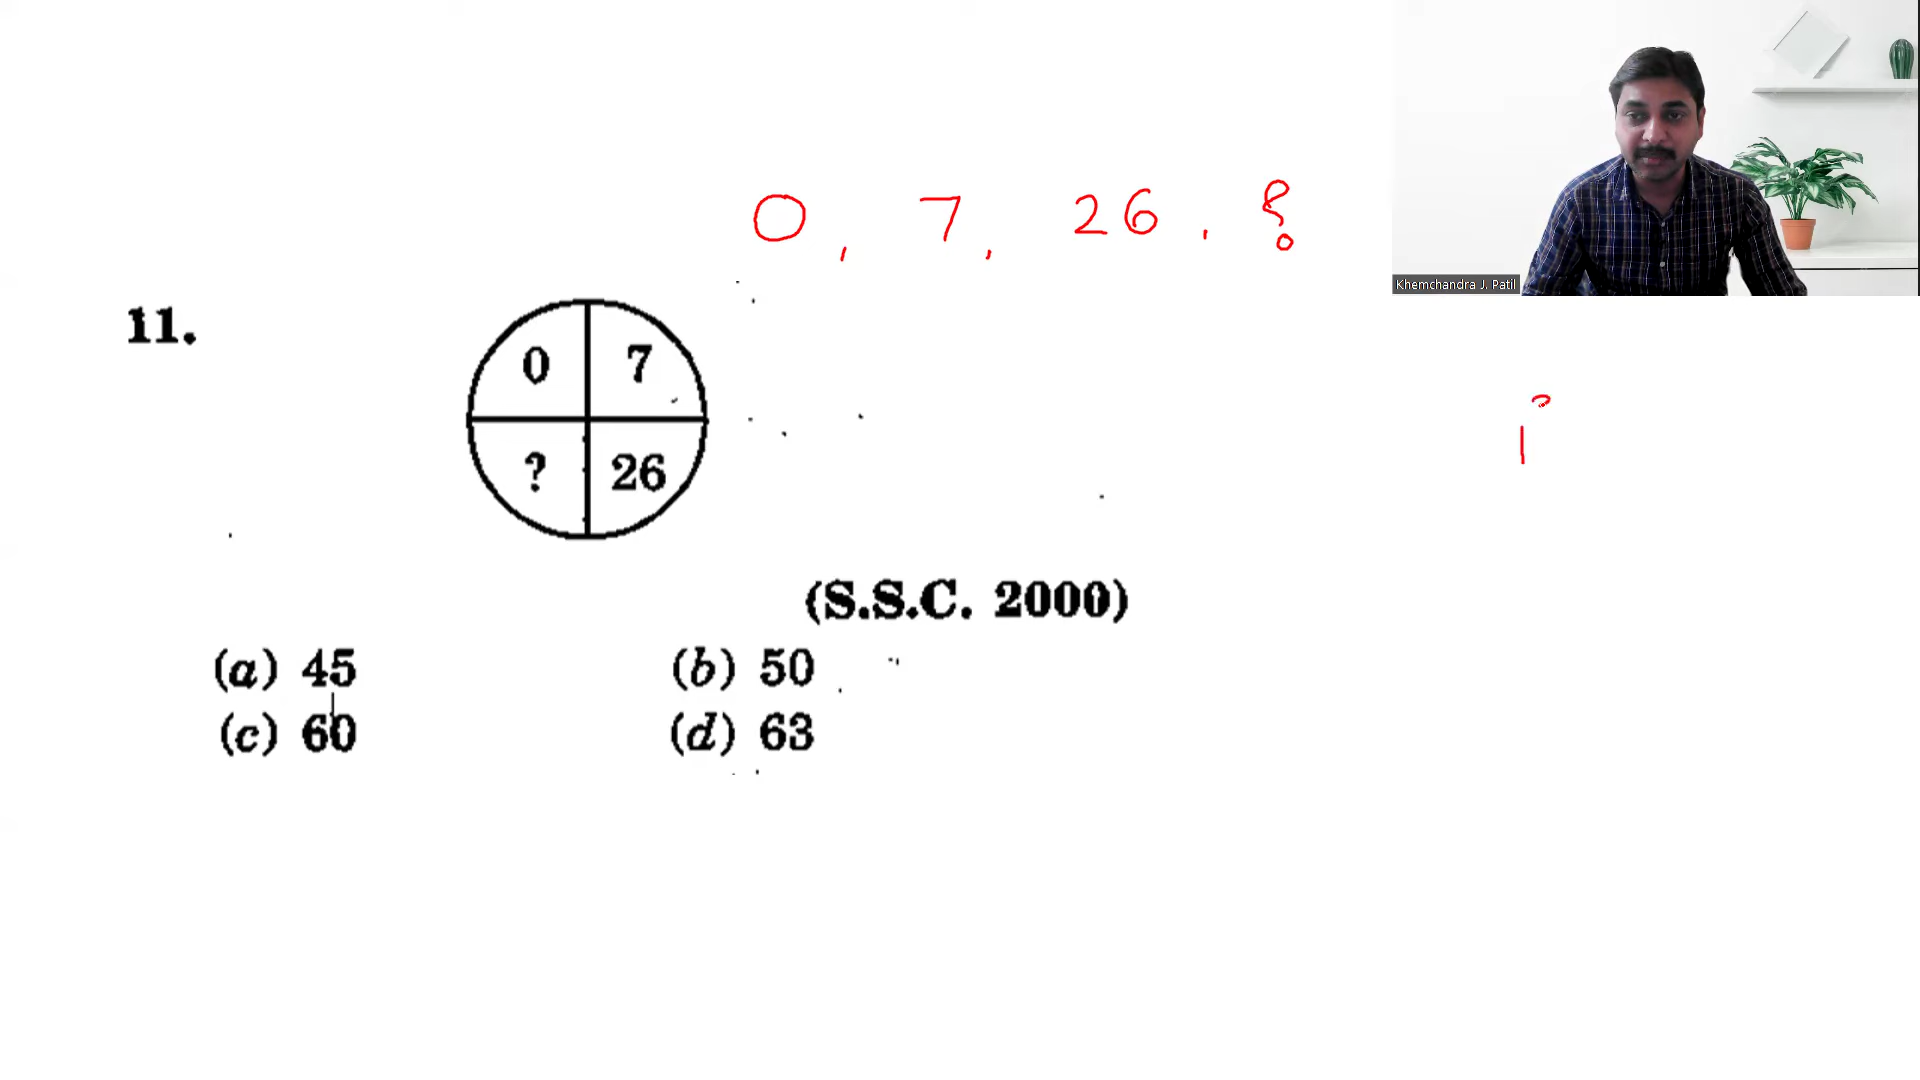 0, 7, 26, ?
Khemchandra J. Patil
11.
0 7
? 26
1
(S.S.C. 2000)
(a) 45 (b) 50
(c) 60 (d) 63